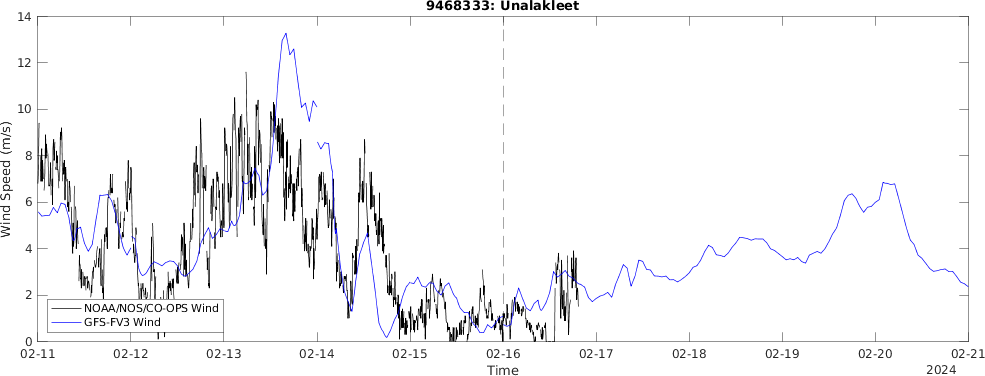 9468333: Unalakleet
14
12
10
8
6
4
2
0
Wind Speed (m/s)
NOAA/NOS/CO-OPS Wind
GFS-FV3 Wind
02-11 02-12 02-13 02-14 02-15 02-16 02-17 02-18 02-19 02-20 02-21
Time
2024